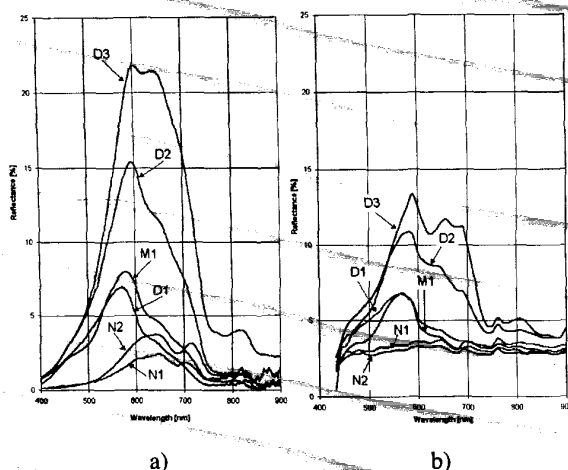 25
20
15
10
5
0
Reflectance [%]
D3
D2
M1
D1
N2
N1
400 500 600 700 800 900
Wavelength [nm]
a)
25
20
15
10
5
0
Reflectance [%]
D3
D2
D1
M1
N1
N2
400 500 600 700 800 900
Wavelength [nm]
b)